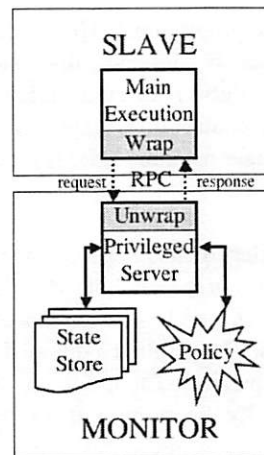 SLAVE
Main
Execution
Wrap
request RPC response
Unwrap
Privileged
Server
State
Store
Policy
MONITOR